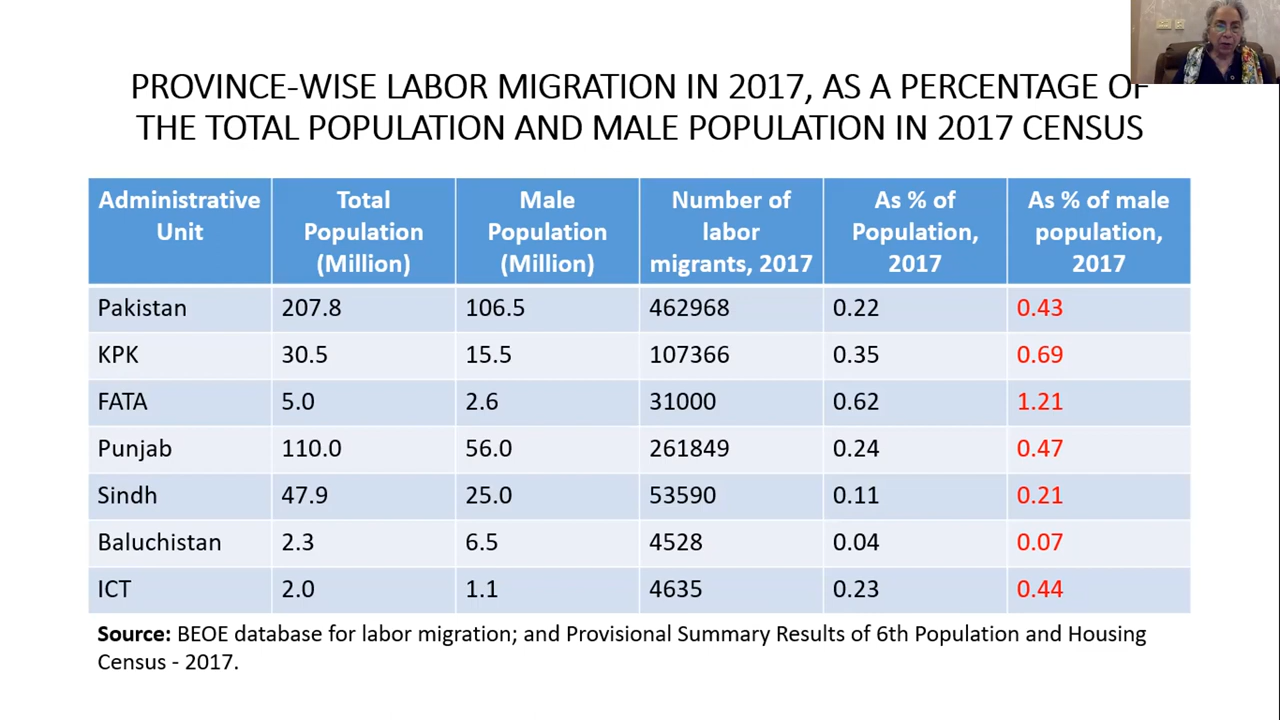 PROVINCE-WISE LABOR MIGRATION IN 2017, AS A PERCENTAGE OF
THE TOTAL POPULATION AND MALE POPULATION IN 2017 CENSUS
Administrative Unit | Total Population (Million) | Male Population (Million) | Number of labor migrants, 2017 | As % of Population, 2017 | As % of male population, 2017
Pakistan | 207.8 | 106.5 | 462968 | 0.22 | 0.43
KPK | 30.5 | 15.5 | 107366 | 0.35 | 0.69
FATA | 5.0 | 2.6 | 31000 | 0.62 | 1.21
Punjab | 110.0 | 56.0 | 261849 | 0.24 | 0.47
Sindh | 47.9 | 25.0 | 53590 | 0.11 | 0.21
Baluchistan | 2.3 | 6.5 | 4528 | 0.04 | 0.07
ICT | 2.0 | 1.1 | 4635 | 0.23 | 0.44
Source: BEOE database for labor migration; and Provisional Summary Results of 6th Population and Housing
Census - 2017.